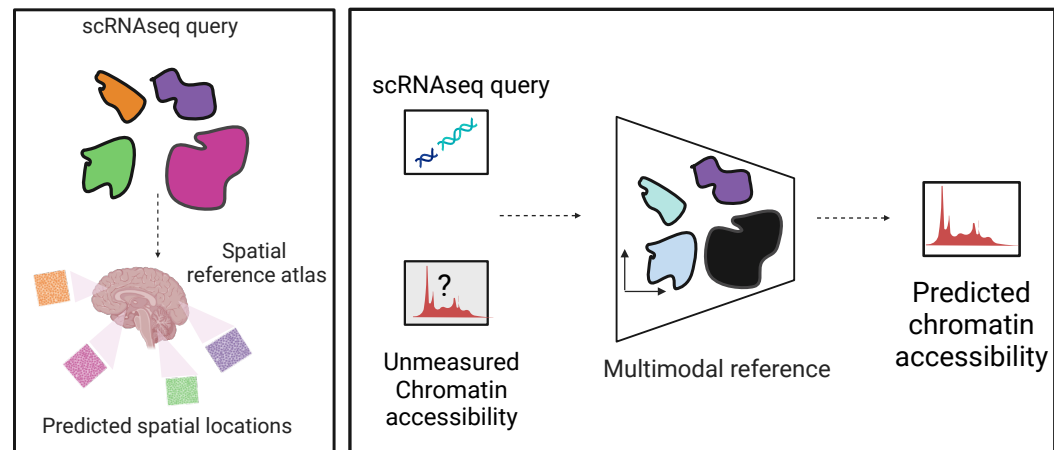 scRNAseq query
Spatial
reference atlas
Predicted spatial locations
scRNAseq query
?
Unmeasured
Chromatin
accessibility
Multimodal reference
Predicted
chromatin
accessibility